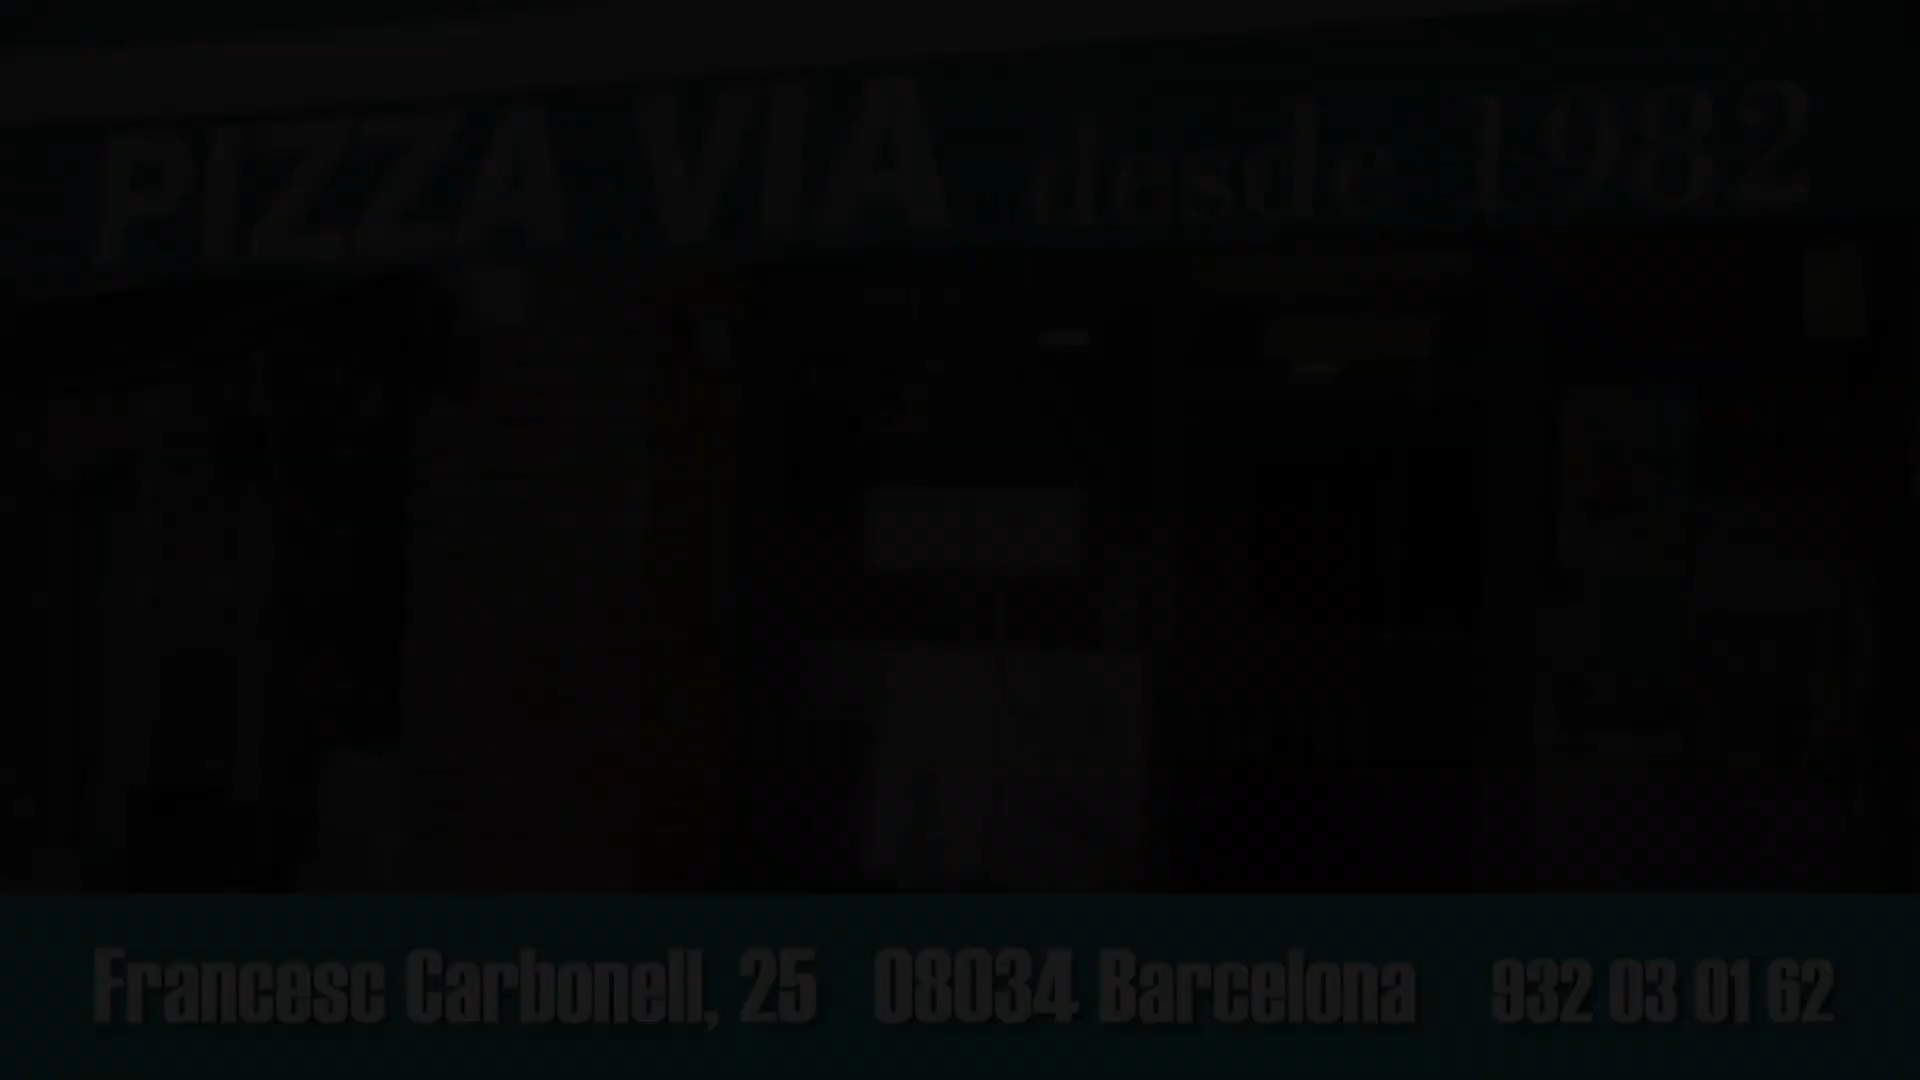 PIZZA VIA desde 1982
Francesc Carbonell, 25 08034 Barcelona 932 03 01 62